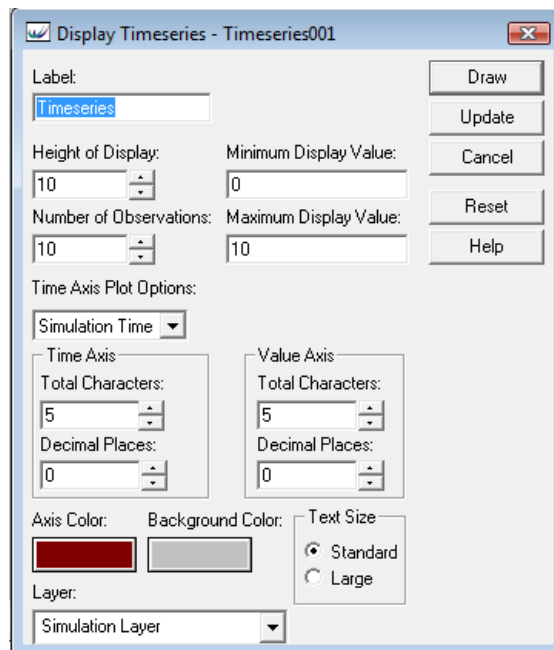 Display Timeseries - Timeseries001
Label:
Timeseries
Draw
Update
Cancel
Reset
Help
Height of Display:
10
Minimum Display Value:
0
Number of Observations:
10
Maximum Display Value:
10
Time Axis Plot Options:
Simulation Time
Time Axis
Total Characters:
5
Decimal Places:
0
Value Axis
Total Characters:
5
Decimal Places:
0
Axis Color:
Background Color:
Text Size
Standard
Large
Layer:
Simulation Layer